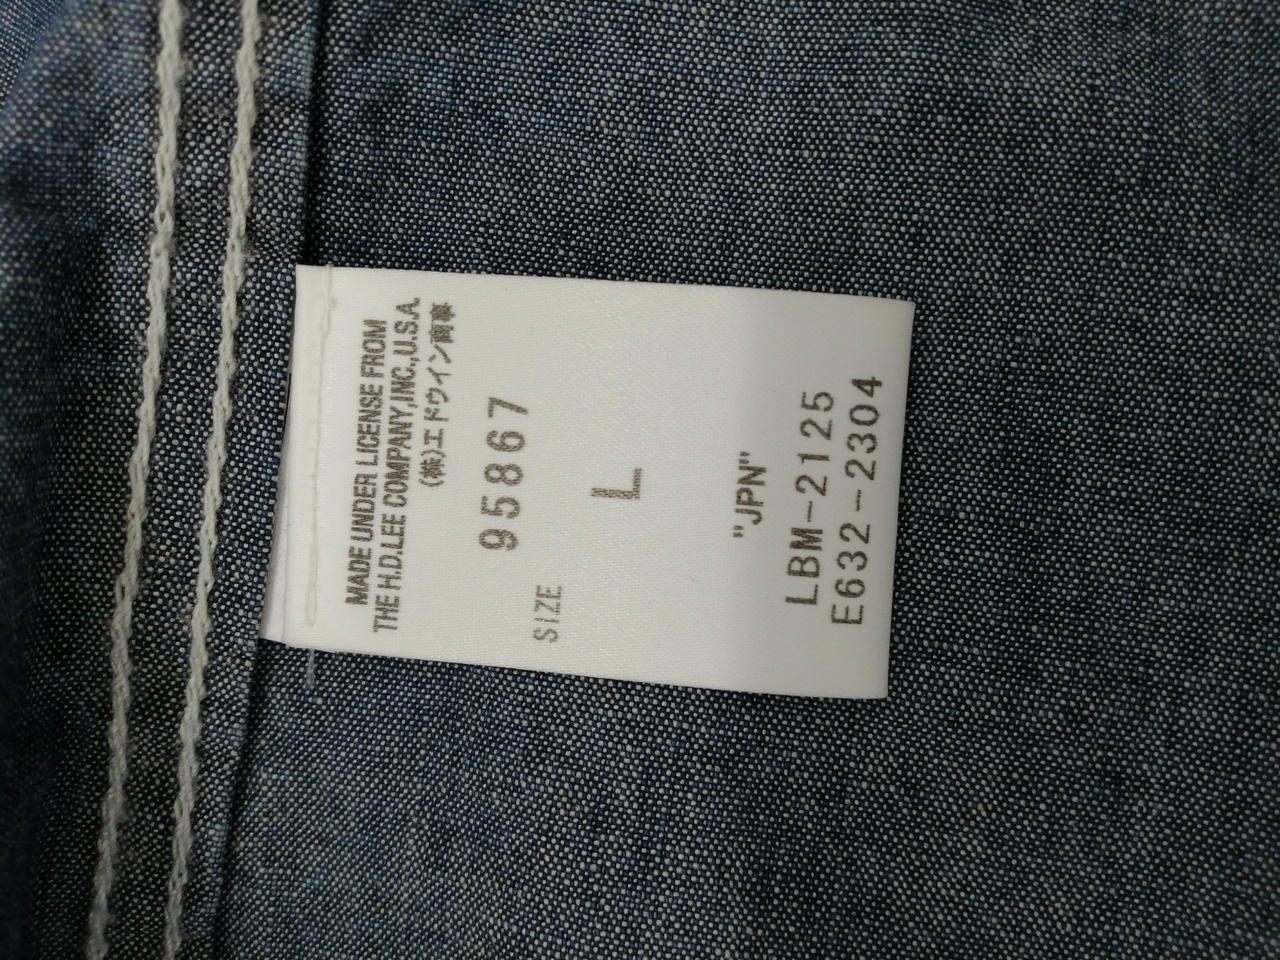 MADE UNDER LICENSE FROM
THE H.D.LEE COMPANY,INC.,U.S.A.
(株)エドウイン商事
95867
SIZE
L
"JPN"
LBM-2125
E632-2304